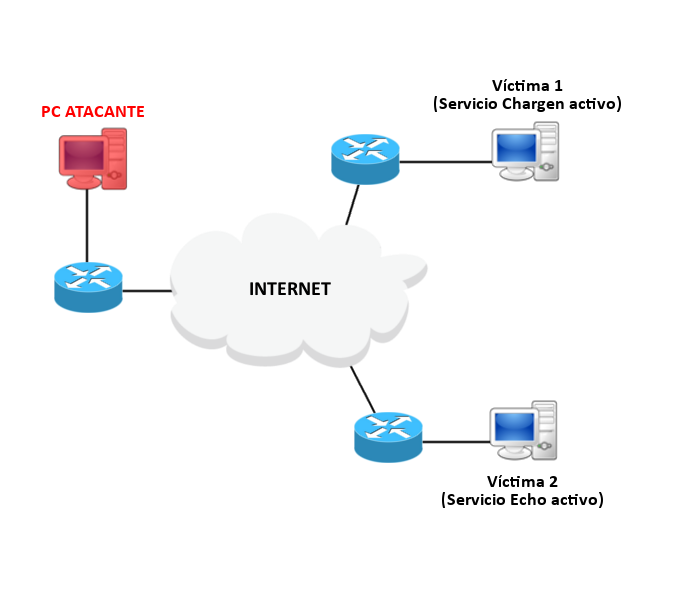 PC ATACANTE
Víctima 1
(Servicio Chargen activo)
INTERNET
Víctima 2
(Servicio Echo activo)